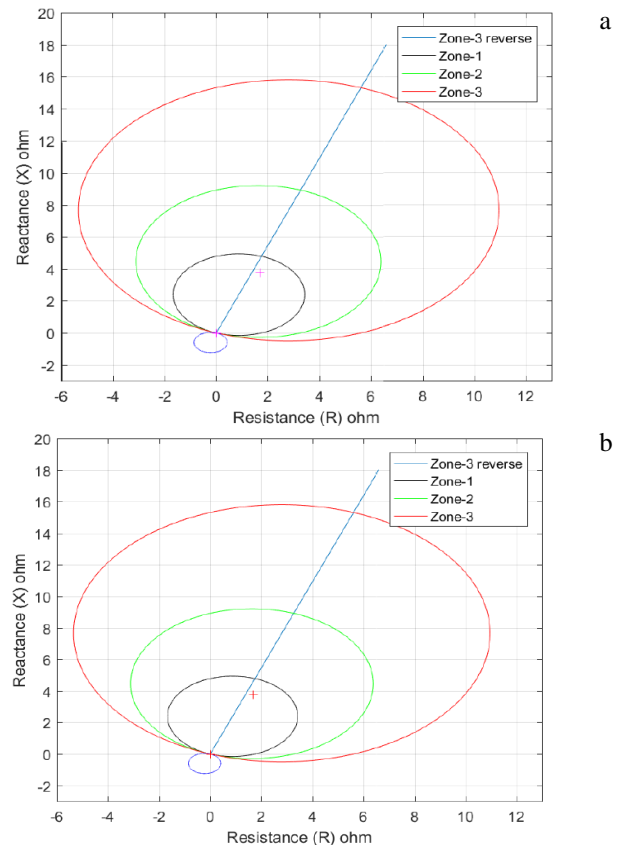 a
20
18
16
14
12
10
8
6
4
2
0
-2
Reactance (X) ohm
Zone-3 reverse
Zone-1
Zone-2
Zone-3
-6 -4 -2 0 2 4 6 8 10 12
Resistance (R) ohm
b
20
18
16
14
12
10
8
6
4
2
0
-2
Reactance (X) ohm
Zone-3 reverse
Zone-1
Zone-2
Zone-3
-6 -4 -2 0 2 4 6 8 10 12
Resistance (R) ohm